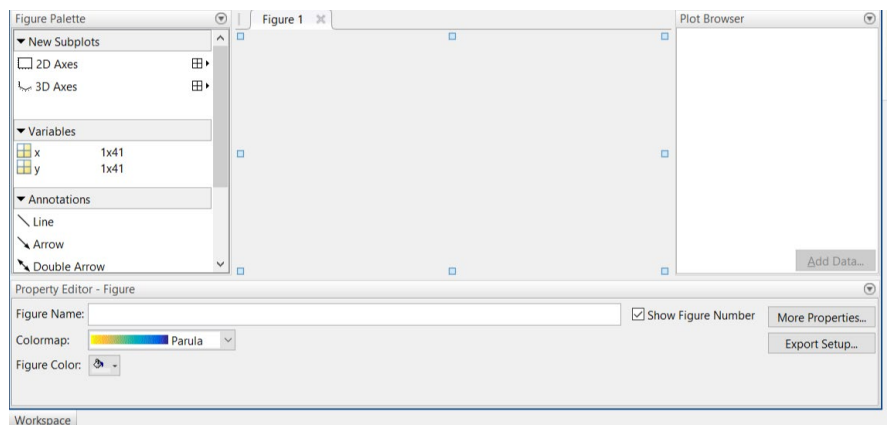 Figure Palette
New Subplots
2D Axes
3D Axes
Variables
x 1x41
y 1x41
Annotations
Line
Arrow
Double Arrow
Figure 1
Plot Browser
Add Data...
Property Editor - Figure
Figure Name:
Show Figure Number
More Properties...
Colormap:
Parula
Export Setup...
Figure Color:
Workspace